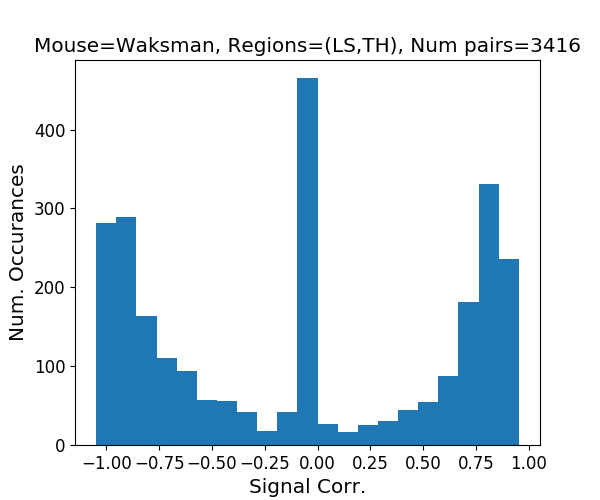 Mouse=Waksman, Regions=(LS,TH), Num pairs=3416
Num. Occurances
400
300
200
100
0
−1.00 −0.75 −0.50 −0.25 0.00 0.25 0.50 0.75 1.00
Signal Corr.